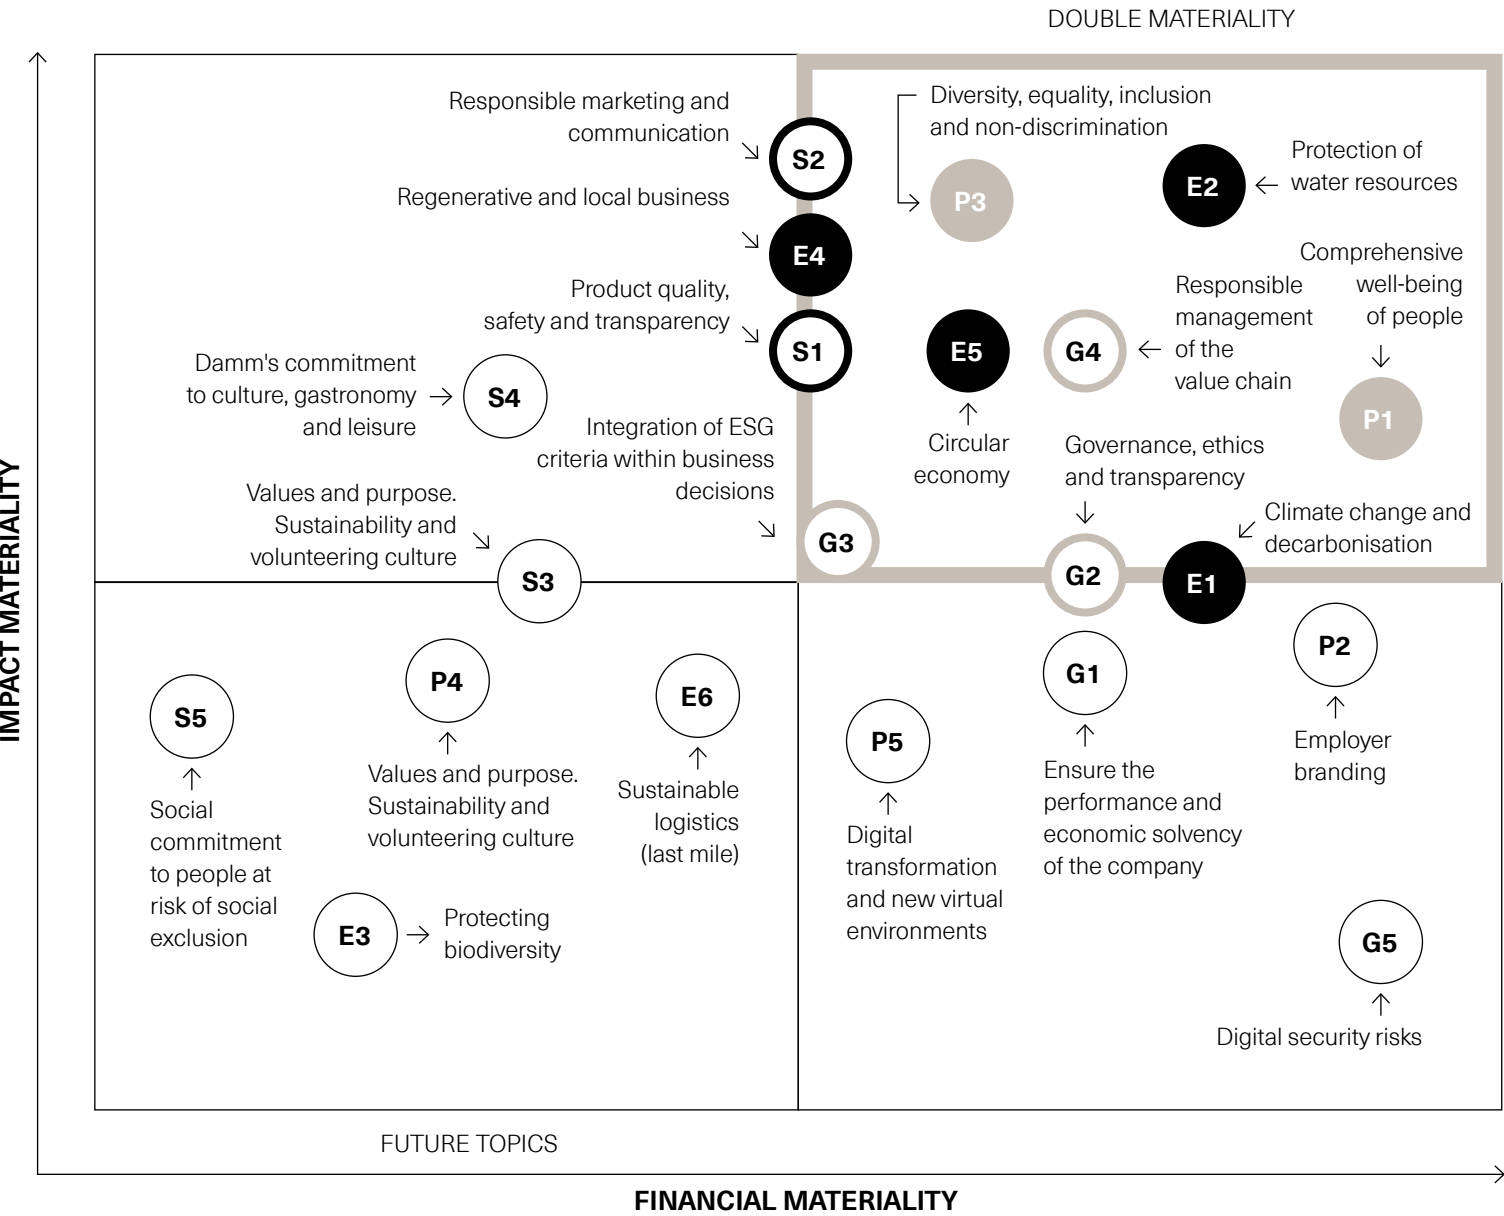 DOUBLE MATERIALITY
Responsible marketing and
communication
S2
Regenerative and local business
E4
Product quality,
safety and transparency
S1
Damm's commitment
to culture, gastronomy
and leisure
S4
Integration of ESG
criteria within business
decisions
G3
Values and purpose.
Sustainability and
volunteering culture
S3
Diversity, equality, inclusion
and non-discrimination
P3
E2
Protection of
water resources
Comprehensive
well-being
of people
P1
E5
Circular
economy
G4
Responsible
management
of the
value chain
Governance, ethics
and transparency
G2
Climate change and
decarbonisation
E1
S5
Social
commitment
to people at
risk of social
exclusion
P4
Values and purpose.
Sustainability and
volunteering culture
E6
Sustainable
logistics
(last mile)
E3
Protecting
biodiversity
P5
Digital
transformation
and new virtual
environments
G1
Ensure the
performance and
economic solvency
of the company
P2
Employer
branding
G5
Digital security risks
IMPACT MATERIALITY
FUTURE TOPICS
FINANCIAL MATERIALITY